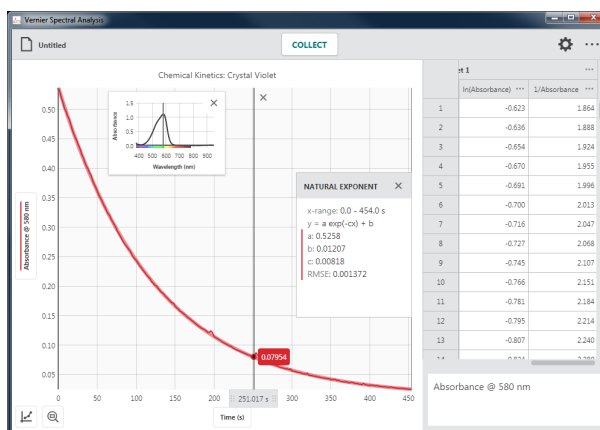 Vernier Spectral Analysis
Untitled
COLLECT
Chemical Kinetics: Crystal Violet
Absorbance @ 580 nm
0.50
0.45
0.40
0.35
0.30
0.25
0.20
0.15
0.10
0.05
0 50 100 150 200 251.017 s 300 350 400 450
Time (s)
Absorbance
1.5
1.0
0.5
0.0
400 500 600 700 800 900
Wavelength (nm)
0.07954
NATURAL EXPONENT
x-range: 0.0 - 454.0 s
y = a exp(-cx) + b
a: 0.5258
b: 0.01207
c: 0.00818
RMSE: 0.001372
et 1
ln(Absorbance) 1/Absorbance
1 -0.623 1.864
2 -0.636 1.888
3 -0.654 1.924
4 -0.670 1.955
5 -0.691 1.996
6 -0.700 2.013
7 -0.716 2.047
8 -0.727 2.068
9 -0.745 2.107
10 -0.766 2.151
11 -0.781 2.184
12 -0.795 2.214
13 -0.807 2.240
Absorbance @ 580 nm